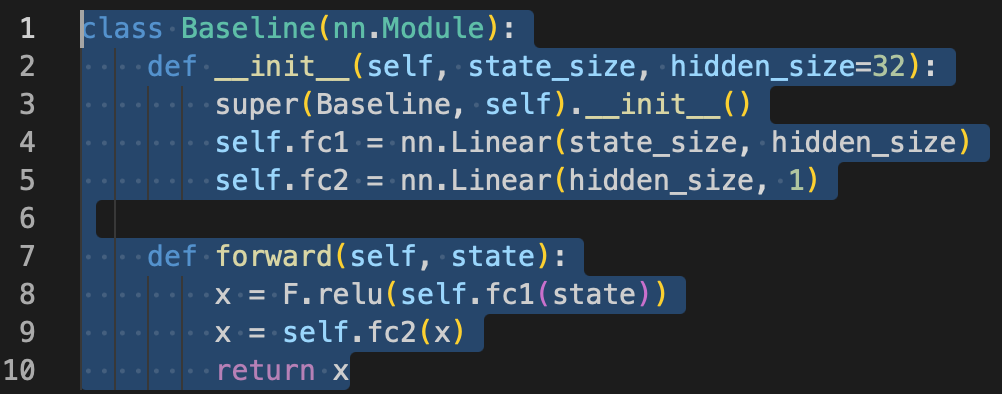 1 class Baseline(nn.Module):
2     def __init__(self, state_size, hidden_size=32):
3         super(Baseline, self).__init__()
4         self.fc1 = nn.Linear(state_size, hidden_size)
5         self.fc2 = nn.Linear(hidden_size, 1)
6
7     def forward(self, state):
8         x = F.relu(self.fc1(state))
9         x = self.fc2(x)
10         return x